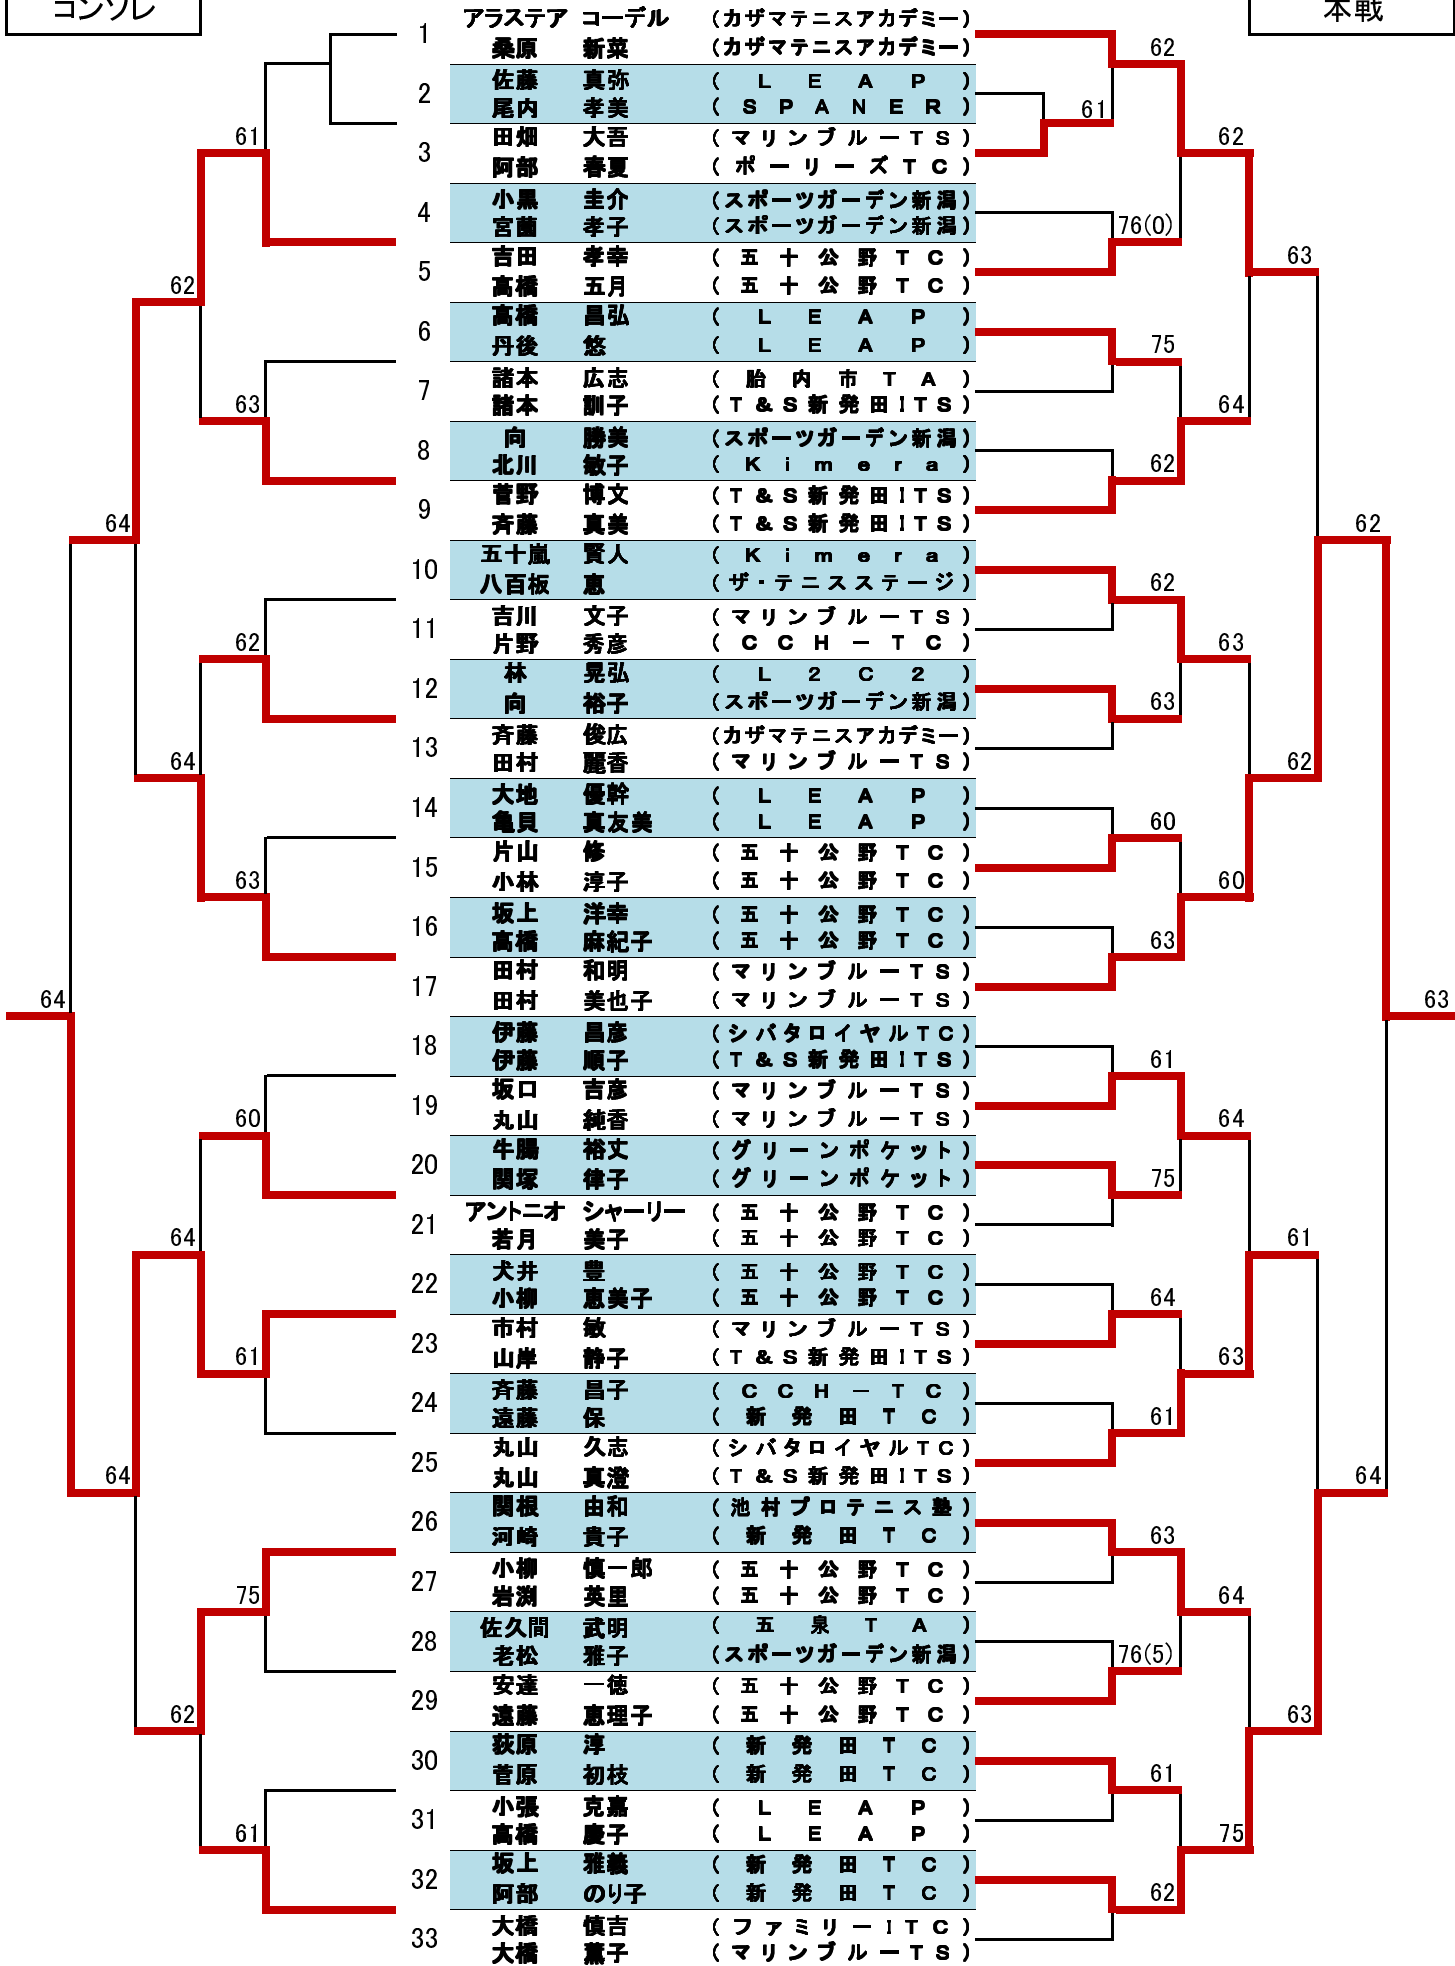 コンソレ
本戦
1 アラステア コーデル (カザマテニスアカデミー)
桑原 新菜 (カザマテニスアカデミー)
2 佐藤 真弥 (LEAP)
尾内 孝美 (SPANER)
3 田畑 大吾 (マリンブルーTS)
阿部 春夏 (ポーリーズTC)
4 小黒 圭介 (スポーツガーデン新潟)
宮薗 孝子 (スポーツガーデン新潟)
5 吉田 孝幸 (五十公野TC)
高橋 五月 (五十公野TC)
6 高橋 昌弘 (LEAP)
丹後 悠 (LEAP)
7 諸本 広志 (胎内市TA)
諸本 訓子 (T&S新発田ITS)
8 向 勝美 (スポーツガーデン新潟)
北川 敏子 (Kimera)
9 菅野 博文 (T&S新発田ITS)
斉藤 真美 (T&S新発田ITS)
10 五十嵐 賢人 (Kimera)
八百板 恵 (ザ・テニスステージ)
11 吉川 文子 (マリンブルーTS)
片野 秀彦 (CCH-TC)
12 林 晃弘 (L2C2)
向 裕子 (スポーツガーデン新潟)
13 斉藤 俊広 (カザマテニスアカデミー)
田村 麗香 (マリンブルーTS)
14 大地 優幹 (LEAP)
亀貝 真友美 (LEAP)
15 片山 修 (五十公野TC)
小林 淳子 (五十公野TC)
16 坂上 洋幸 (五十公野TC)
高橋 麻紀子 (五十公野TC)
17 田村 和明 (マリンブルーTS)
田村 美也子 (マリンブルーTS)
18 伊藤 昌彦 (シバタロイヤルTC)
伊藤 順子 (T&S新発田ITS)
19 坂口 吉彦 (マリンブルーTS)
丸山 純香 (マリンブルーTS)
20 牛腸 裕丈 (グリーンポケット)
関塚 律子 (グリーンポケット)
21 アントニオ シャーリー (五十公野TC)
若月 美子 (五十公野TC)
22 犬井 豊 (五十公野TC)
小柳 恵美子 (五十公野TC)
23 市村 敏 (マリンブルーTS)
山岸 静子 (T&S新発田ITS)
24 斉藤 昌子 (CCH-TC)
遠藤 保 (新発田TC)
25 丸山 久志 (シバタロイヤルTC)
丸山 真澄 (T&S新発田ITS)
26 関根 由和 (池村プロテニス塾)
河崎 貴子 (新発田TC)
27 小柳 慎一郎 (五十公野TC)
岩渕 英里 (五十公野TC)
28 佐久間 武明 (五泉TA)
老松 雅子 (スポーツガーデン新潟)
29 安達 一徳 (五十公野TC)
遠藤 恵理子 (五十公野TC)
30 荻原 淳 (新発田TC)
菅原 初枝 (新発田TC)
31 小張 克嘉 (LEAP)
高橋 慶子 (LEAP)
32 坂上 雅義 (新発田TC)
阿部 のり子 (新発田TC)
33 大橋 慎吉 (ファミリーITC)
大橋 薫子 (マリンブルーTS)
61
63
62
63
60
61
75
61
62
64
64
62
64
64
64
61
62
76(0)
75
62
62
63
60
63
61
75
64
61
63
76(5)
61
62
62
64
63
60
64
63
64
75
63
62
61
63
62
64
63